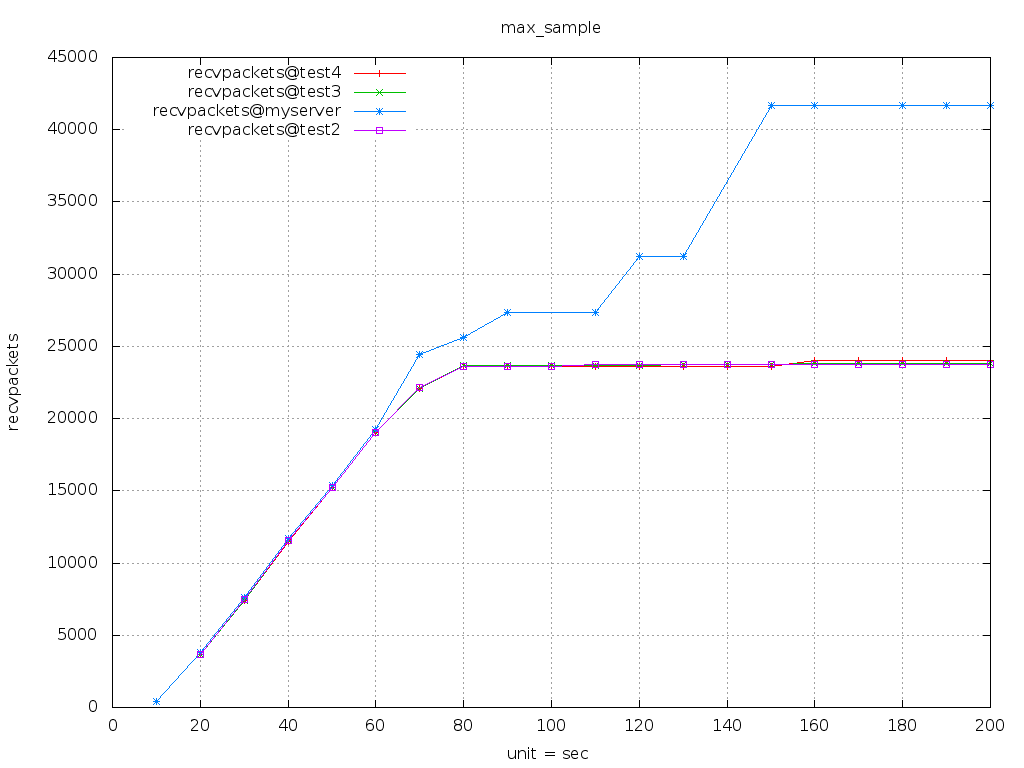 max_sample
45000
40000
35000
30000
25000
20000
15000
10000
5000
0
recvpackets@test4
recvpackets@test3
recvpackets@myserver
recvpackets@test2
recvpackets
0 20 40 60 80 100 120 140 160 180 200
unit = sec